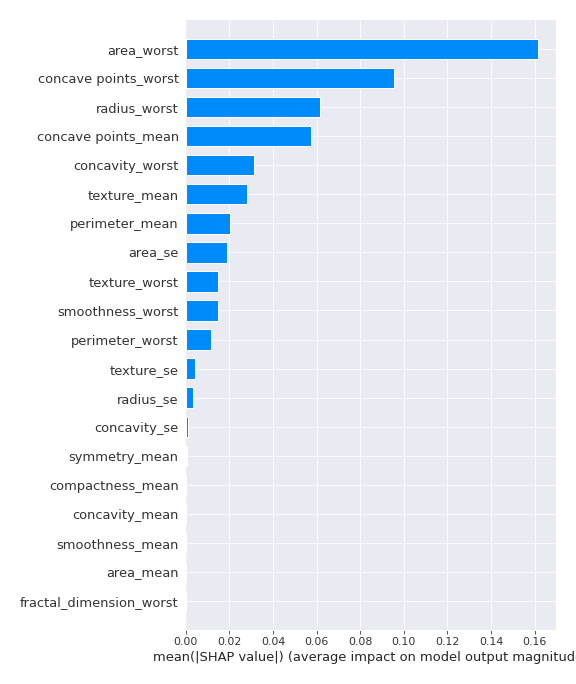 area_worst
concave points_worst
radius_worst
concave points_mean
concavity_worst
texture_mean
perimeter_mean
area_se
texture_worst
smoothness_worst
perimeter_worst
texture_se
radius_se
concavity_se
symmetry_mean
compactness_mean
concavity_mean
smoothness_mean
area_mean
fractal_dimension_worst
0.00 0.02 0.04 0.06 0.08 0.10 0.12 0.14 0.16
mean(|SHAP value|) (average impact on model output magnitud